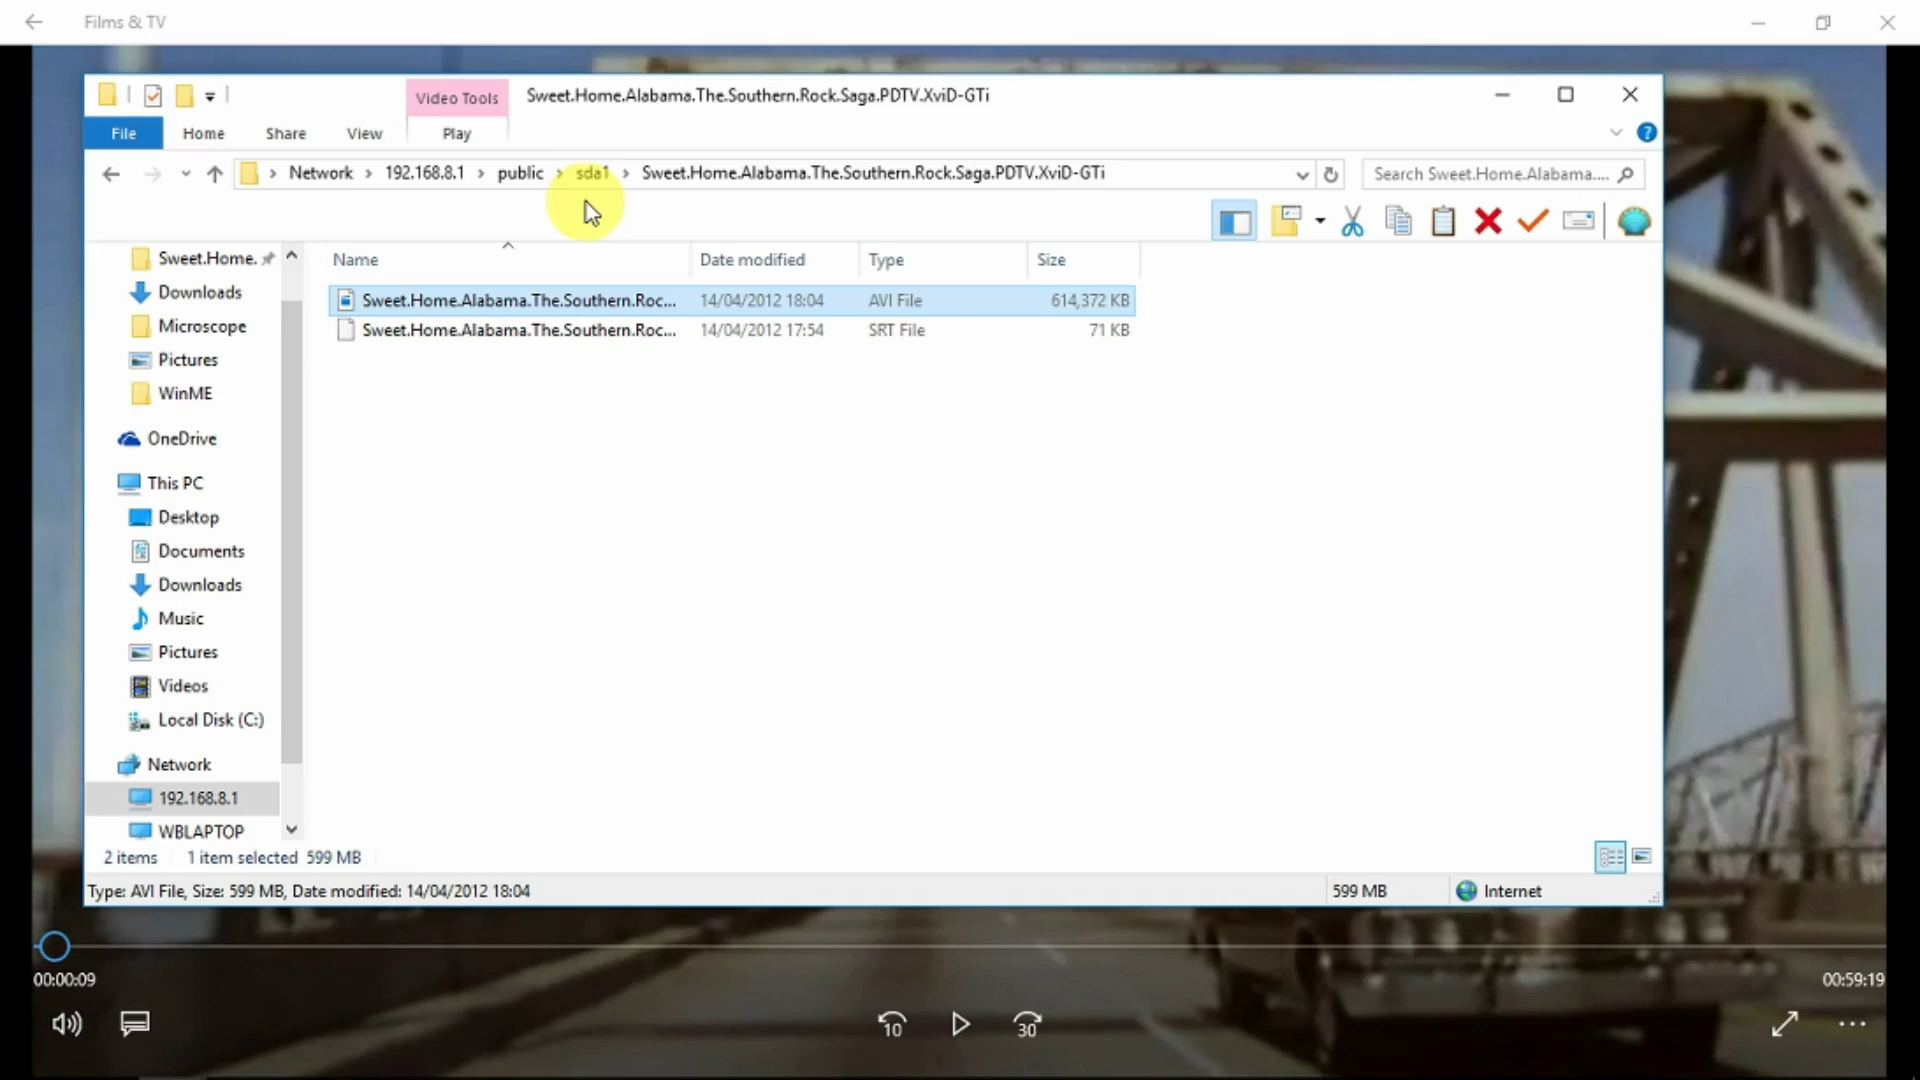 Films & TV
Video Tools
Sweet.Home.Alabama.The.Southern.Rock.Saga.PDTV.XviD-GTi
File Home Share View Play
Network 192.168.8.1 public sda1 Sweet.Home.Alabama.The.Southern.Rock.Saga.PDTV.XviD-GTi
Search Sweet.Home.Alabama....
Name Date modified Type Size
Sweet.Home.Alabama.The.Southern.Roc... 14/04/2012 18:04 AVI File 614,372 KB
Sweet.Home.Alabama.The.Southern.Roc... 14/04/2012 17:54 SRT File 71 KB
Sweet.Home.
Downloads
Microscope
Pictures
WinME
OneDrive
This PC
Desktop
Documents
Downloads
Music
Pictures
Videos
Local Disk (C:)
Network
192.168.8.1
WBLAPTOP
2 items 1 item selected 599 MB
Type: AVI File, Size: 599 MB, Date modified: 14/04/2012 18:04
599 MB
Internet
00:00:09
00:59:19
10
30